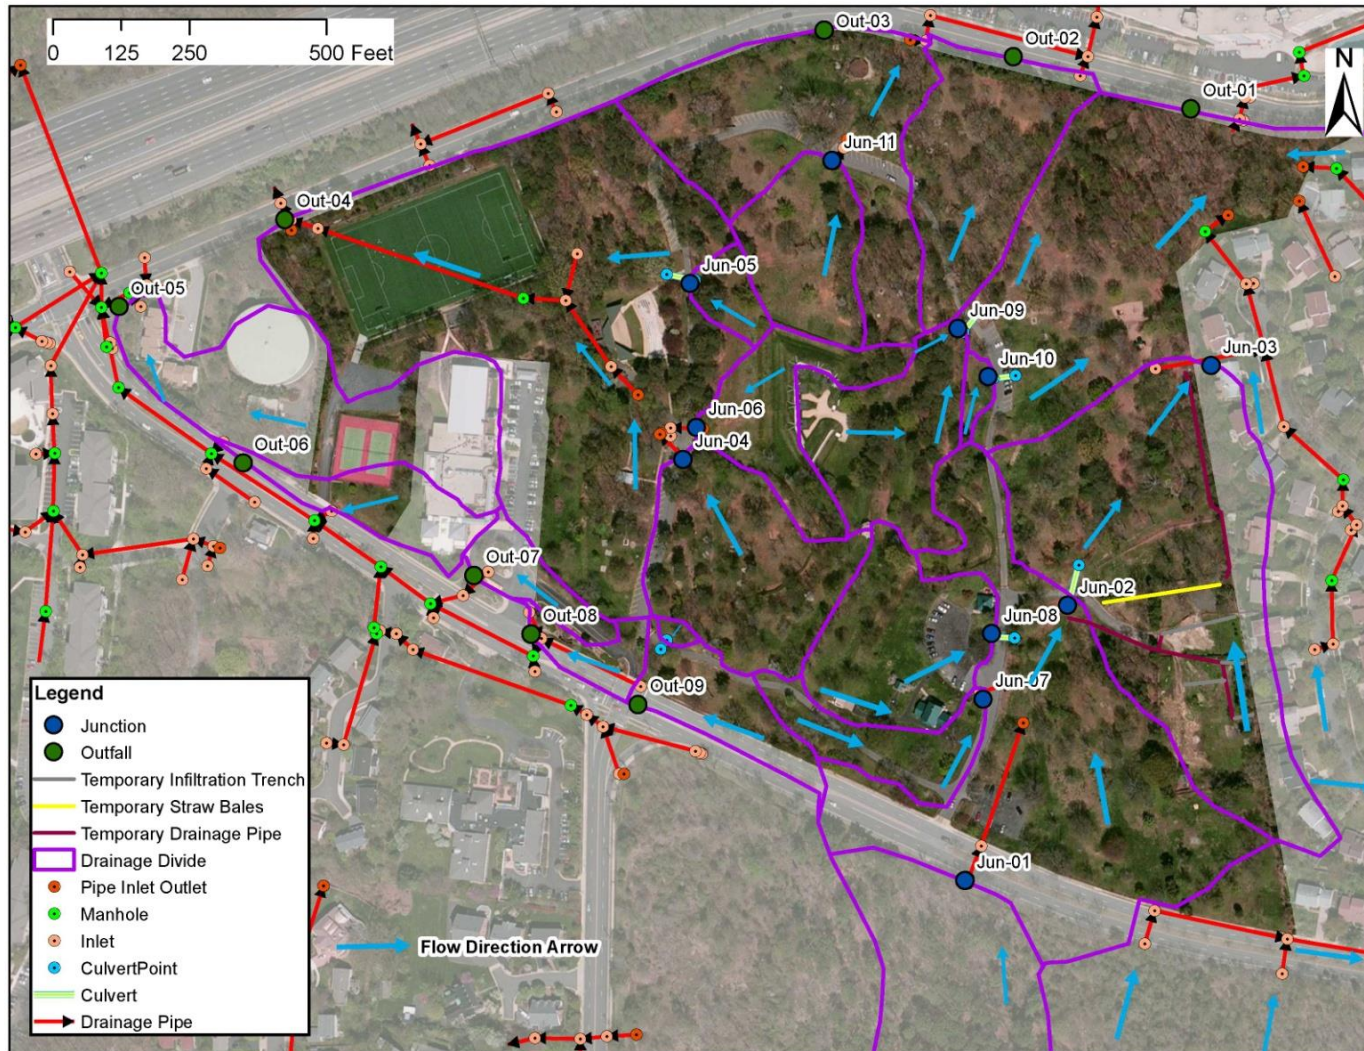 0 125 250 500 Feet
N
Out-03
Out-02
Out-01
Jun-11
Out-04
Jun-05
Out-05
Jun-09
Jun-10
Jun-03
Jun-06
Jun-04
Out-06
Out-07
Jun-02
Out-08
Jun-08
Out-09
Jun-07
Jun-01
Legend
Junction
Outfall
Temporary Infiltration Trench
Temporary Straw Bales
Temporary Drainage Pipe
Drainage Divide
Pipe Inlet Outlet
Manhole
Inlet
CulvertPoint
Culvert
Drainage Pipe
Flow Direction Arrow